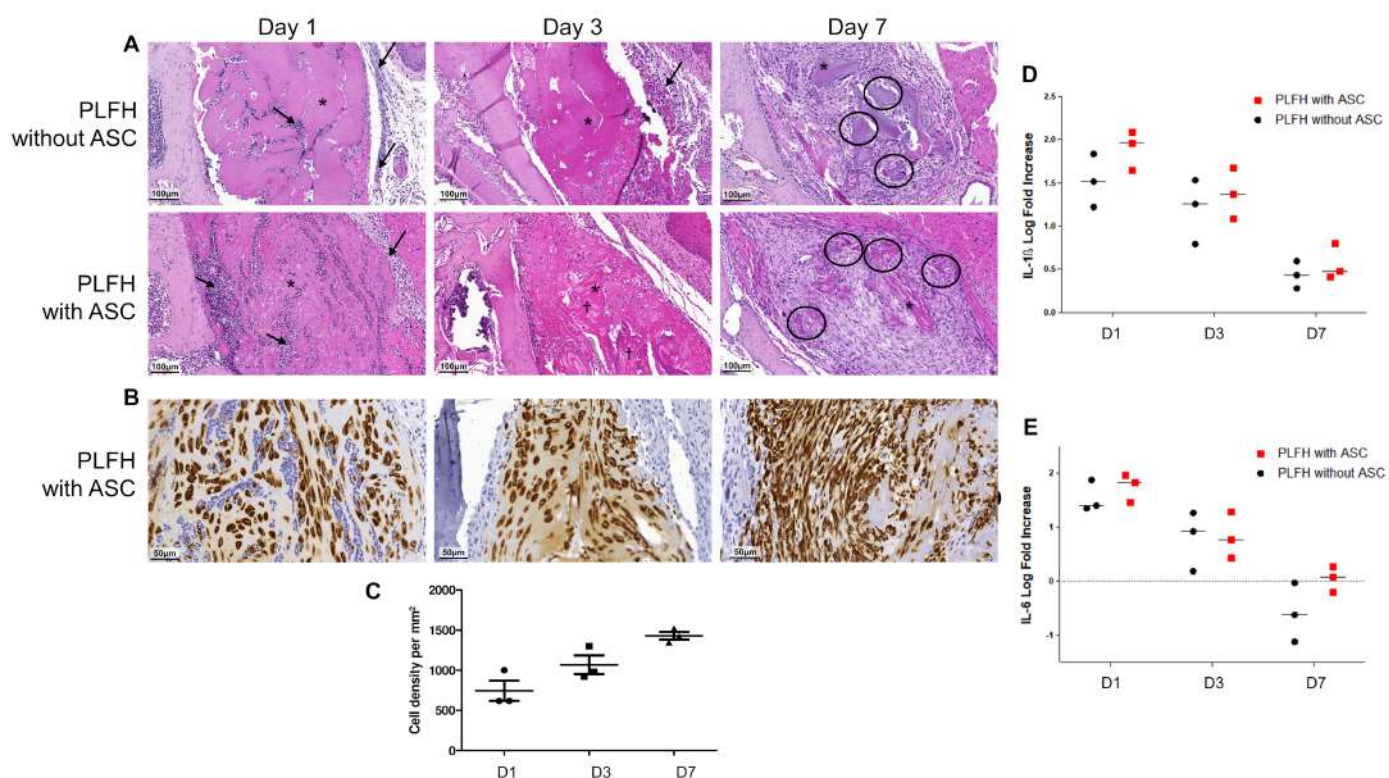 Day 1
Day 3
Day 7
A
PLFH
without ASC
*
*
*
100µm
100µm
100µm
PLFH
with ASC
*
*
†
†
*
100µm
100µm
100µm
B
PLFH
with ASC
50µm
50µm
50µm
C
Cell density per mm²
2000
1500
1000
500
0
D1
D3
D7
D
PLFH with ASC
PLFH without ASC
IL-1ß Log Fold Increase
2.5
2.0
1.5
1.0
0.5
0.0
D1
D3
D7
E
PLFH with ASC
PLFH without ASC
IL-6 Log Fold Increase
2
1
0
-1
D1
D3
D7